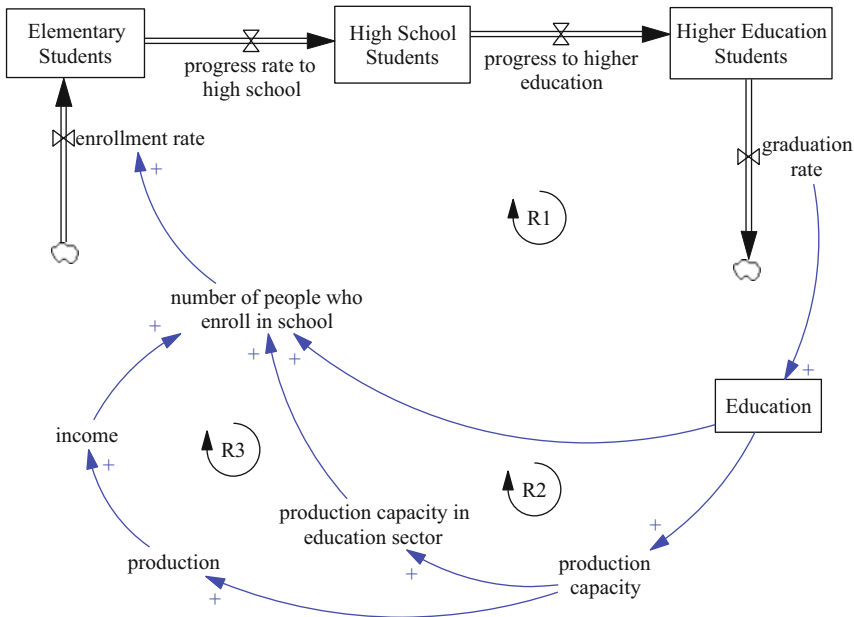 Elementary
Students
High School
Students
Higher Education
Students
progress rate to
high school
progress to higher
education
enrollment rate
graduation
rate
+
R1
number of people who
enroll in school
+
+
+
+
Education
income
+
R3
R2
production capacity in
education sector
+
production
production
capacity
+
+